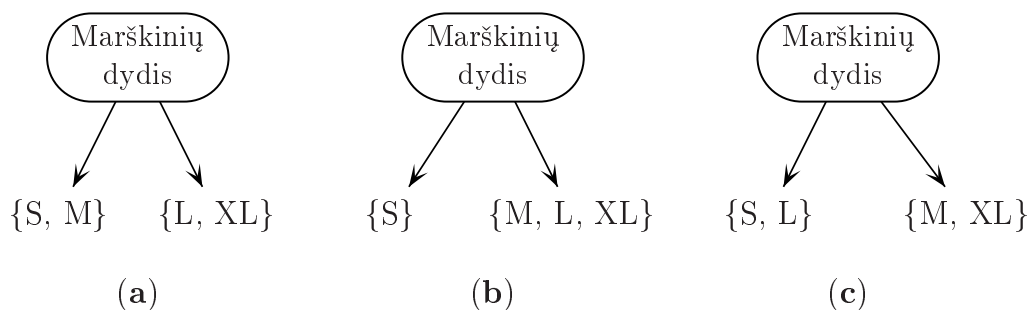 Marškinių
dydis
{S, M} {L, XL}
(a)
Marškinių
dydis
{S} {M, L, XL}
(b)
Marškinių
dydis
{S, L} {M, XL}
(c)